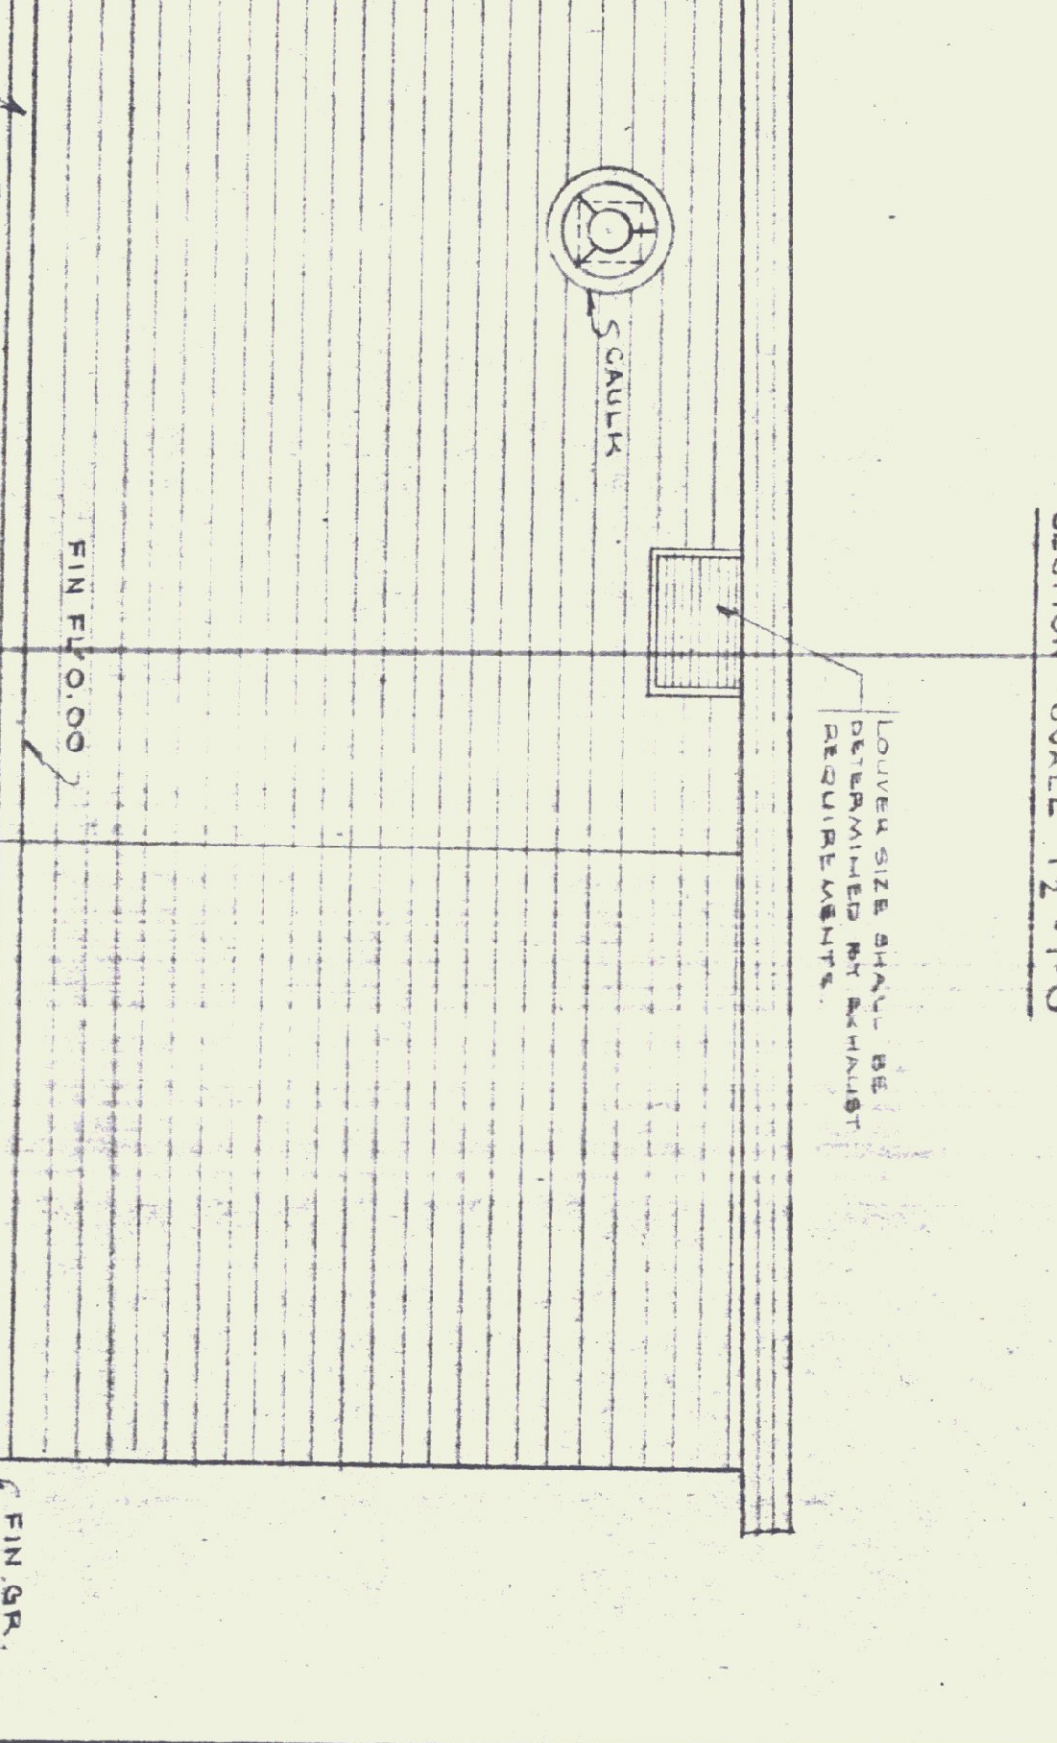 LOUVER SIZE SHALL BE
DETERMINED BY EXHAUST
REQUIREMENTS.
CAULK
FIN FL 0.00
FIN. GR.